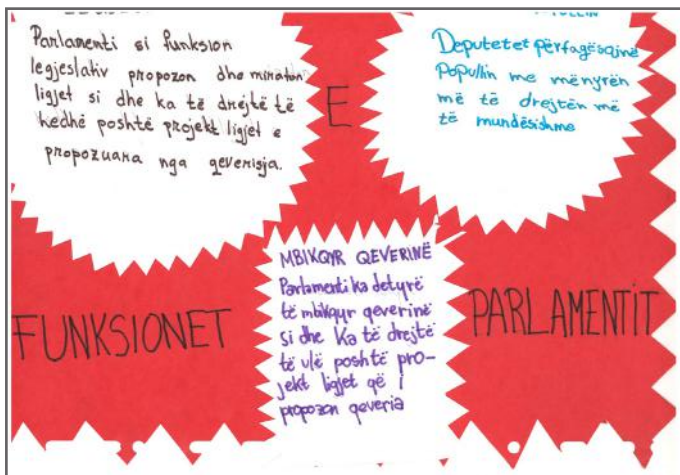 Parlamenti si funksion
legjeslativ propozon dhe miraton
ligjet si dhe ka të drejtë të
hedhë poshtë projekt ligjet e
propozuara nga qeverisja.
E
Deputetet përfaqësojnë
Popullin me mënyrën
më të drejtën më
të mundësishme
FUNKSIONET
MBIKQYR QEVERINË
Parlamenti ka detyrë
të mbikqyr qeverinë
si dhe Ka të drejtë
të ulë poshtë pro-
jekt ligjet që i
propozon qeveria
PARLAMENTIT